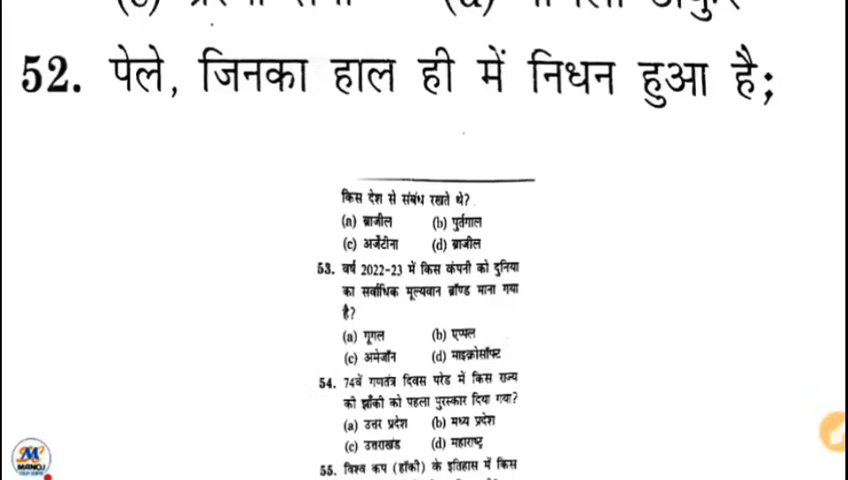 52. पेले, जिनका हाल ही में निधन हुआ है;
किस देश से संबंध रखते थे?
(a) ब्राजील (b) पुर्तगाल
(c) अर्जेंटीना (d) ब्राजील
53. वर्ष 2022-23 में किस कंपनी को दुनिया
का सर्वाधिक मूल्यवान ब्रॉण्ड माना गया
है?
(a) गूगल (b) एप्पल
(c) अमेजॉन (d) माइक्रोसॉफ्ट
54. 74वें गणतंत्र दिवस परेड में किस राज्य
की झाँकी को पहला पुरस्कार दिया गया?
(a) उत्तर प्रदेश (b) मध्य प्रदेश
(c) उत्तराखंड (d) महाराष्ट्र
55. विश्व कप (हॉकी) के इतिहास में किस
MANOJ